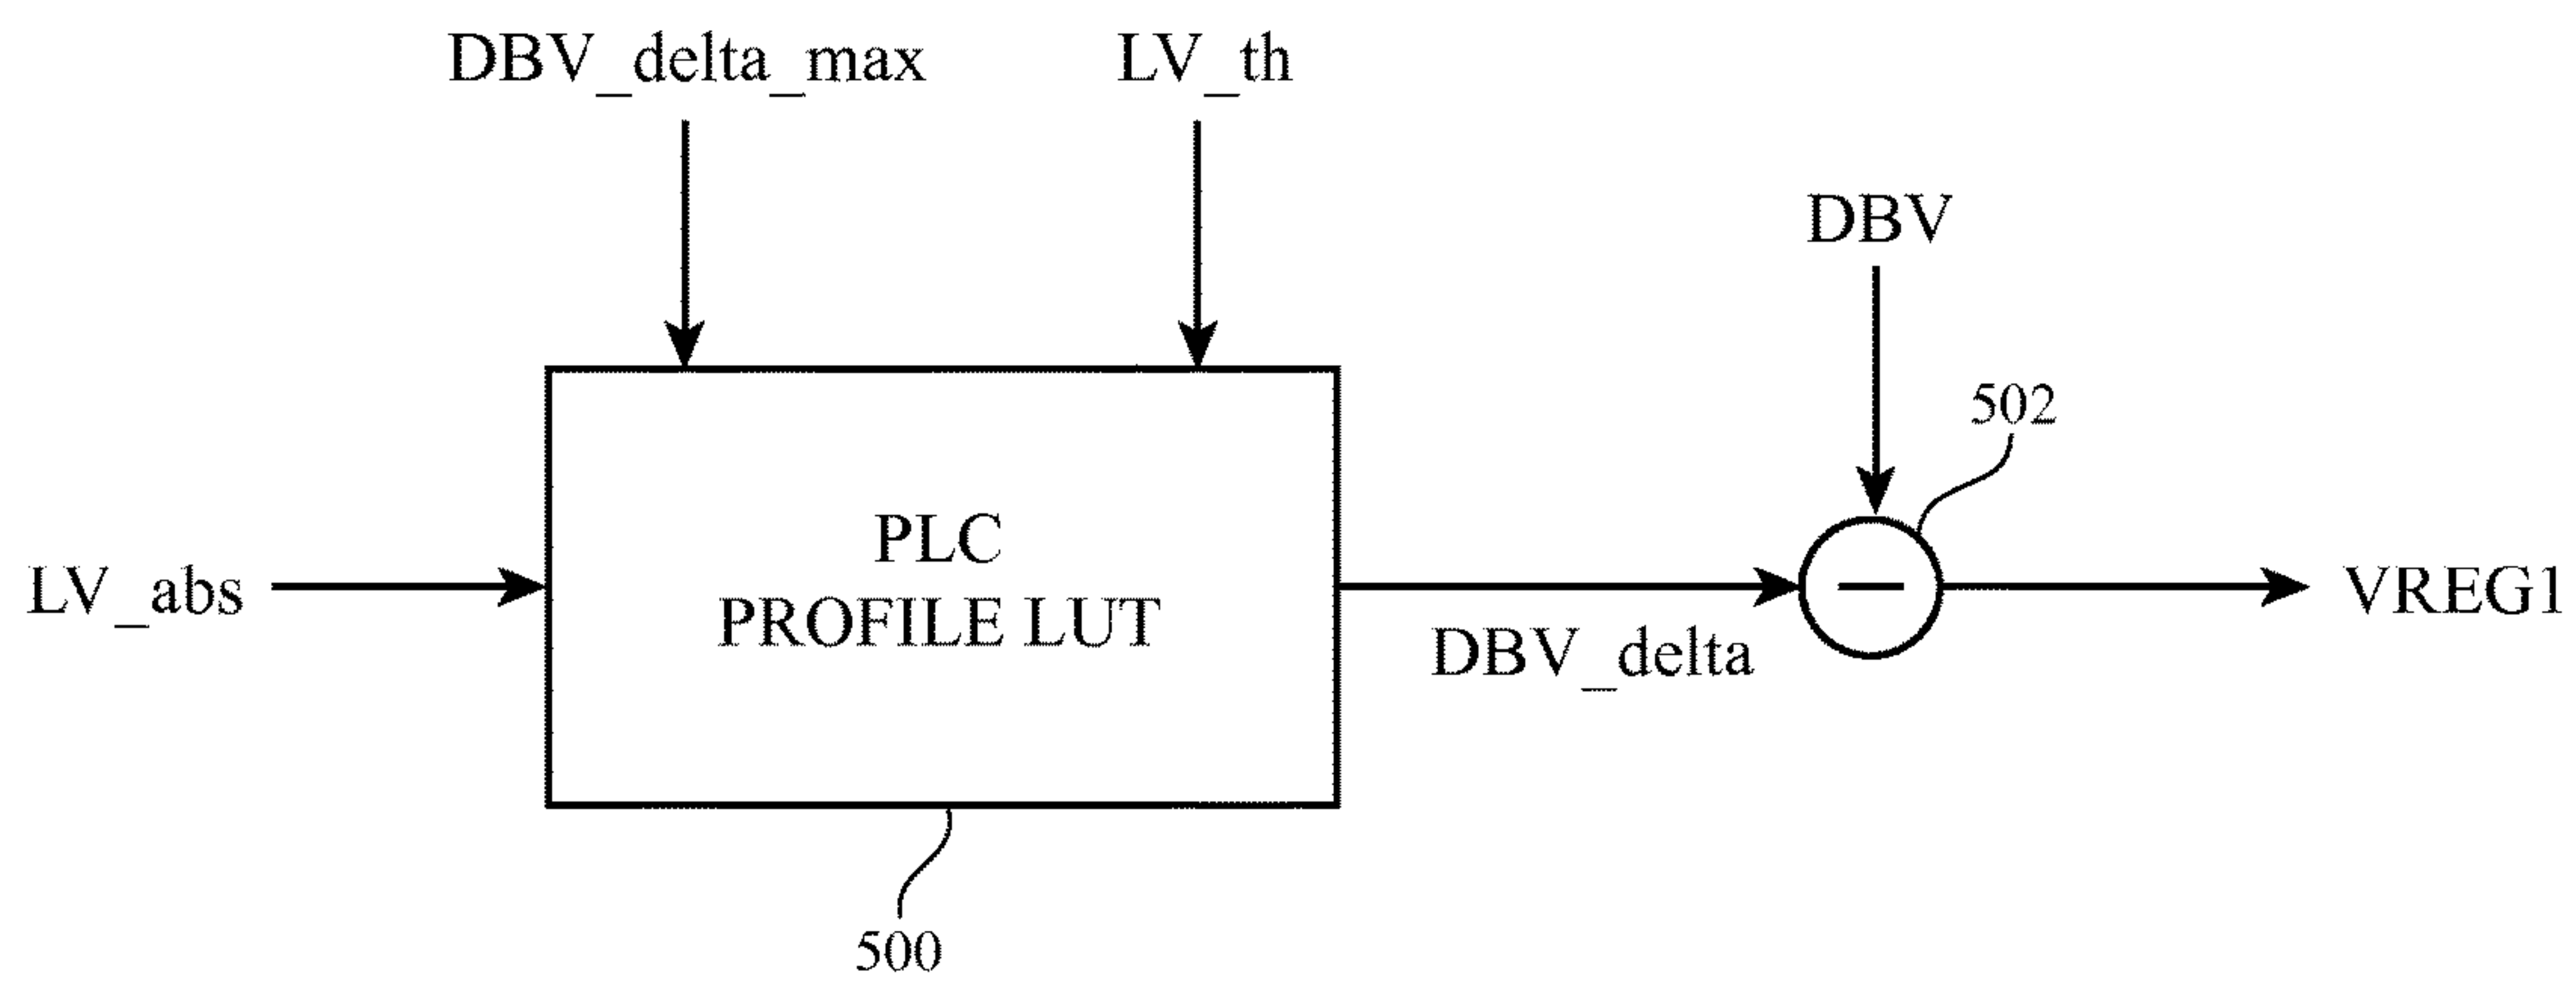 DBV_delta_max
LV_th
DBV
502
PLC
PROFILE LUT
LV_abs
VREG1
DBV_delta
500